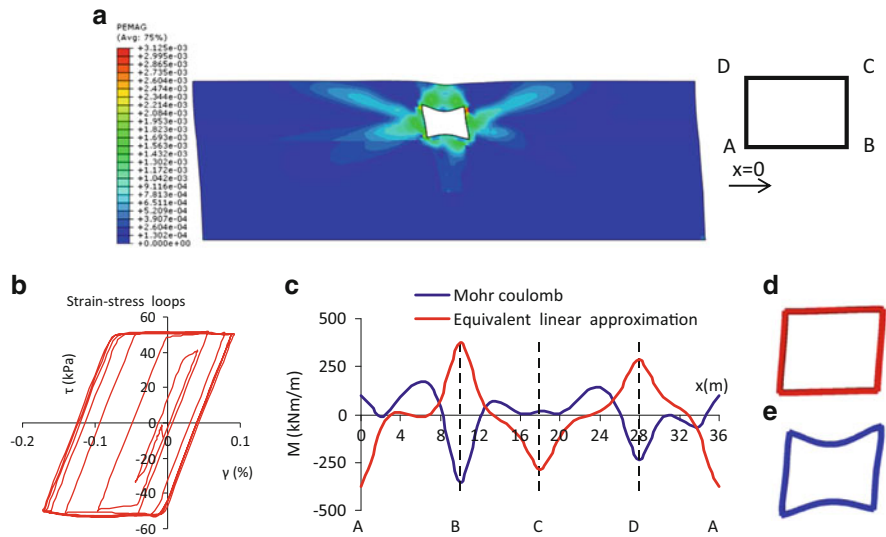 a
PEMAG
(Avg: 75%)
+3.125e-03
+2.995e-03
+2.865e-03
+2.735e-03
+2.604e-03
+2.474e-03
+2.344e-03
+2.214e-03
+2.084e-03
+1.953e-03
+1.823e-03
+1.693e-03
+1.563e-03
+1.432e-03
+1.302e-03
+1.172e-03
+1.042e-03
+9.116e-04
+7.813e-04
+6.511e-04
+5.209e-04
+3.907e-04
+2.604e-04
+1.302e-04
+0.000e+00
D C
A B
x=0
b
Strain-stress loops
60
40
20
0
-20
-40
-60
-0.2 -0.1 0 0.1
τ (kPa)
γ (%)
c
Mohr coulomb
Equivalent linear approximation
500
250
0
-250
-500
M (kNm/m)
x(m)
0 4 8 10 12 16 18 20 24 28 32 36
A B C D A
d
e